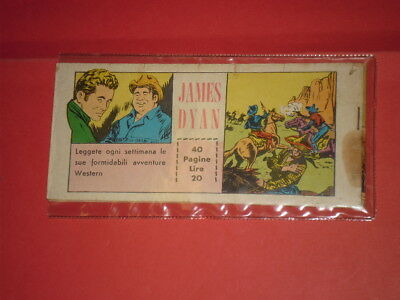 JAMES
DYAN
Leggete ogni settimana le
sue formidabili avventure
Western
40
Pagine
Lire
20